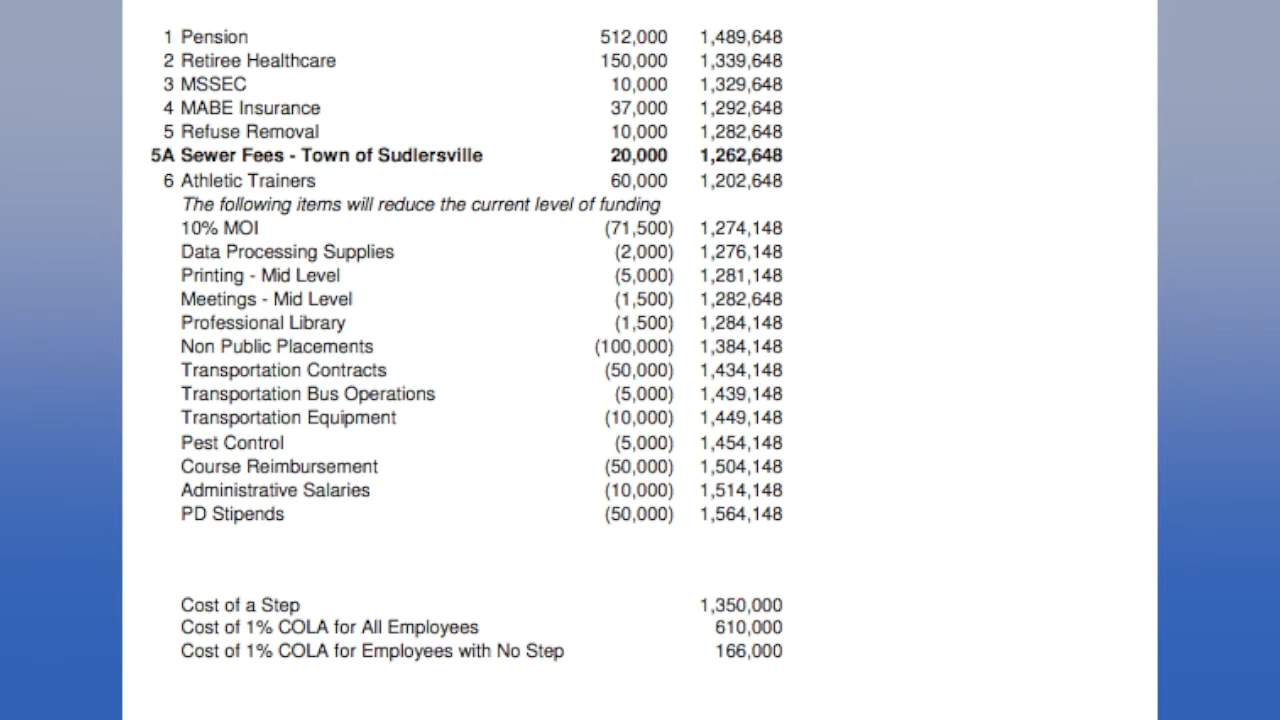 1 Pension 512,000 1,489,648
2 Retiree Healthcare 150,000 1,339,648
3 MSSEC 10,000 1,329,648
4 MABE Insurance 37,000 1,292,648
5 Refuse Removal 10,000 1,282,648
5A Sewer Fees - Town of Sudlersville 20,000 1,262,648
6 Athletic Trainers 60,000 1,202,648
The following items will reduce the current level of funding
10% MOI (71,500) 1,274,148
Data Processing Supplies (2,000) 1,276,148
Printing - Mid Level (5,000) 1,281,148
Meetings - Mid Level (1,500) 1,282,648
Professional Library (1,500) 1,284,148
Non Public Placements (100,000) 1,384,148
Transportation Contracts (50,000) 1,434,148
Transportation Bus Operations (5,000) 1,439,148
Transportation Equipment (10,000) 1,449,148
Pest Control (5,000) 1,454,148
Course Reimbursement (50,000) 1,504,148
Administrative Salaries (10,000) 1,514,148
PD Stipends (50,000) 1,564,148
Cost of a Step 1,350,000
Cost of 1% COLA for All Employees 610,000
Cost of 1% COLA for Employees with No Step 166,000